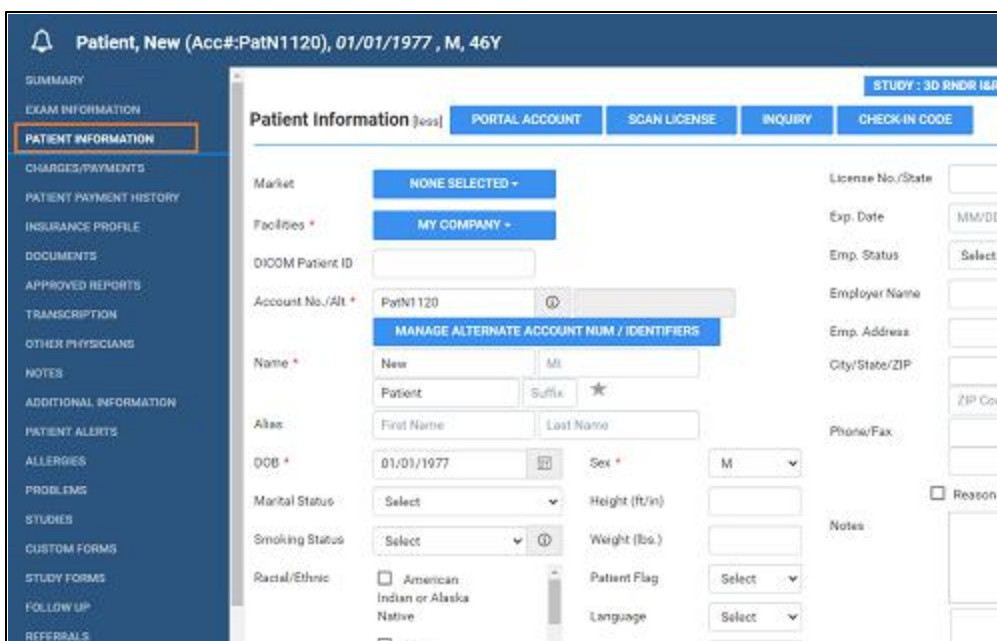 Patient, New (Acc#:PatN1120), 01/01/1977 , M, 46Y
SUMMARY
EXAM INFORMATION
PATIENT INFORMATION
CHARGES/PAYMENTS
PATIENT PAYMENT HISTORY
INSURANCE PROFILE
DOCUMENTS
APPROVED REPORTS
TRANSCRIPTION
OTHER PHYSICIANS
NOTES
ADDITIONAL INFORMATION
PATIENT ALERTS
ALLERGIES
PROBLEMS
STUDIES
CUSTOM FORMS
STUDY FORMS
FOLLOW UP
REFERRALS
STUDY : 3D RNDR I&R
Patient Information [less] PORTAL ACCOUNT SCAN LICENSE INQUIRY CHECK-IN CODE
Market NONE SELECTED
Facilities * MY COMPANY
DICOM Patient ID
Account No./Alt * PatN1120
MANAGE ALTERNATE ACCOUNT NUM / IDENTIFIERS
Name * New MI
Patient Suffix
Alias First Name Last Name
DOB * 01/01/1977 Sex * M
Marital Status Select Height (ft/in)
Smoking Status Select Weight (lbs.)
Racial/Ethnic American Patient Flag Select
Indian or Alaska
Native Language Select
License No./State
Exp. Date MM/DD
Emp. Status Select
Employer Name
Emp. Address
City/State/ZIP
ZIP Co
Phone/Fax
Reason
Notes